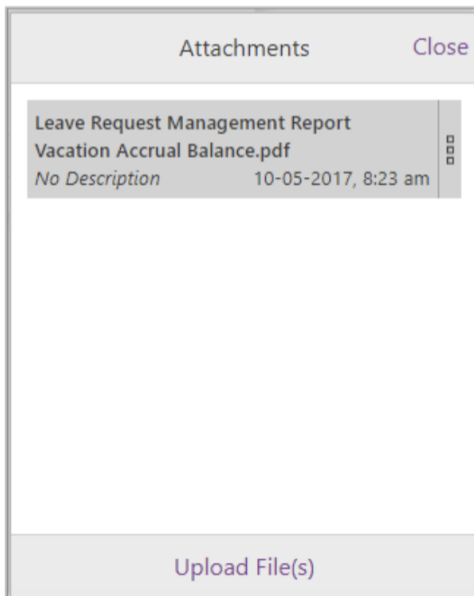 Attachments Close
Leave Request Management Report
Vacation Accrual Balance.pdf
No Description 10-05-2017, 8:23 am
Upload File(s)